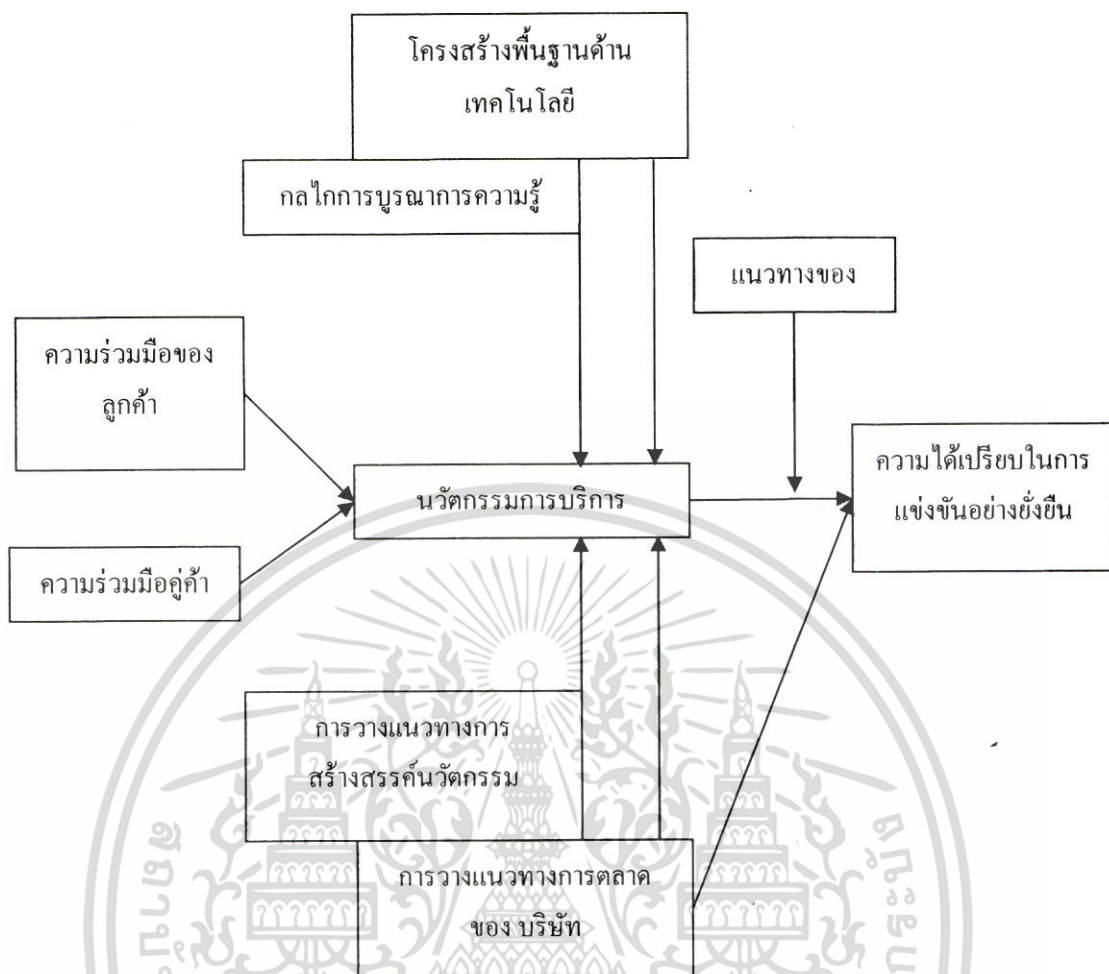 โครงสร้างพื้นฐานด้าน
เทคโนโลยี
กลไกการบูรณาการความรู้
แนวทางของ
ความร่วมมือของ
ลูกค้า
ความได้เปรียบในการ
แข่งขันอย่างยั่งยืน
นวัตกรรมการบริการ
ความร่วมมือคู่ค้า
การวางแนวทางการ
สร้างสรรค์นวัตกรรม
การวางแนวทางการตลาด
ของ บริษัท